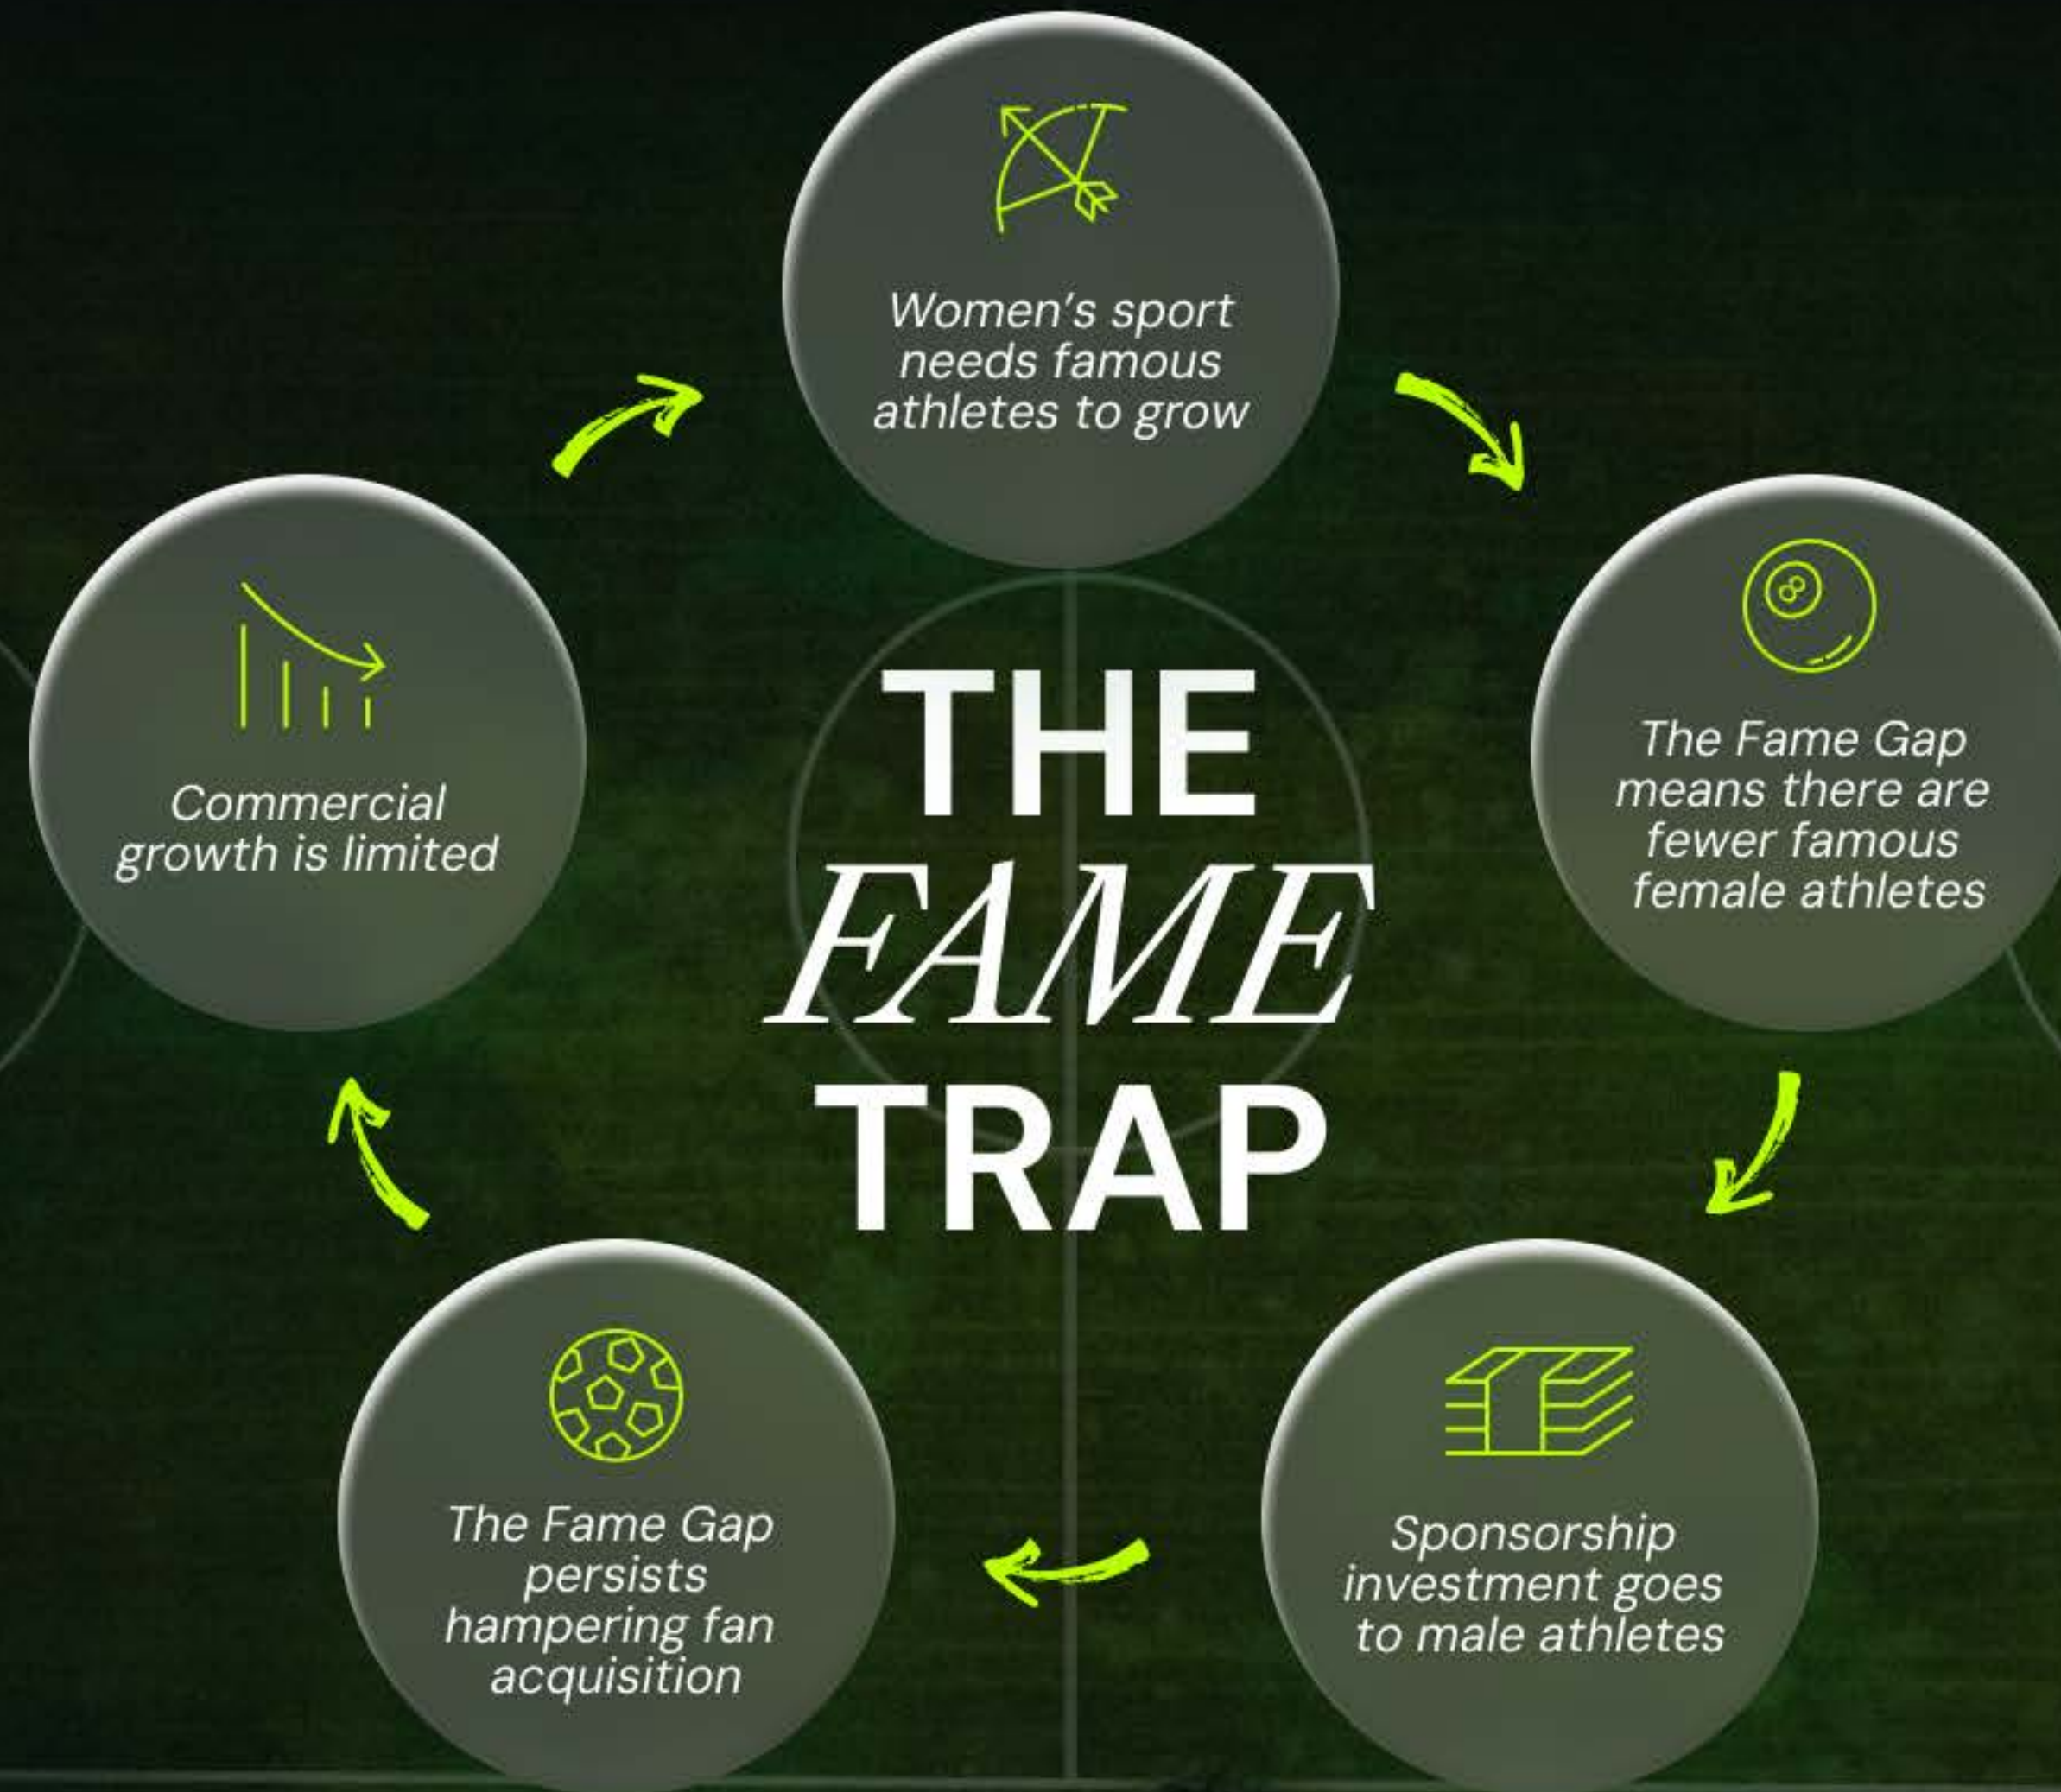 Women's sport
needs famous
athletes to grow
The Fame Gap
means there are
fewer famous
female athletes
Sponsorship
investment goes
to male athletes
The Fame Gap
persists
hampering fan
acquisition
Commercial
growth is limited
THE
FAME
TRAP
8